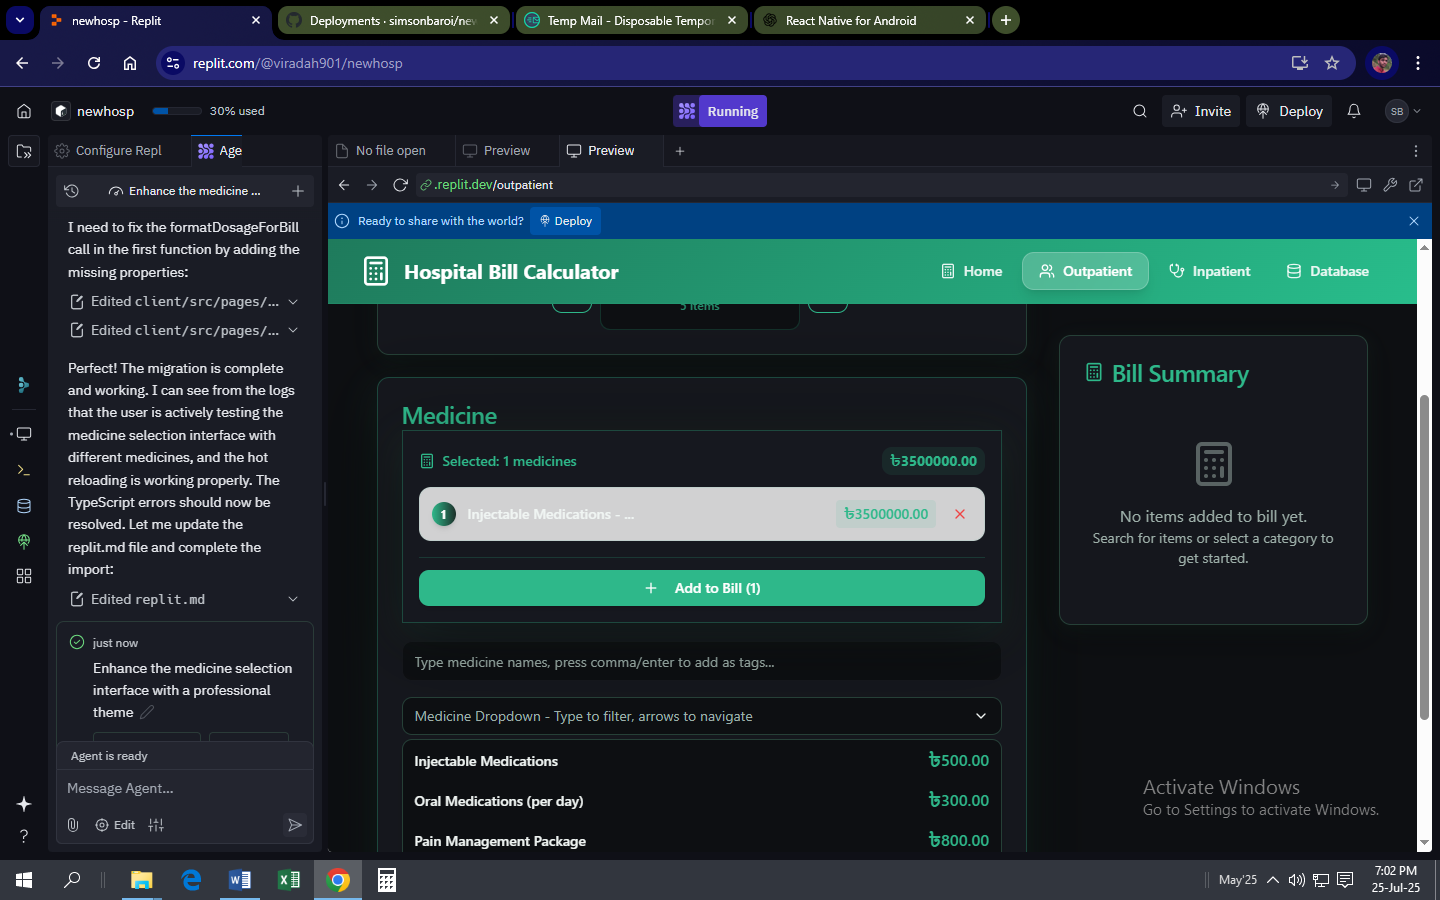 newhosp - Replit
Deployments · simsonbaroi/nev
Temp Mail - Disposable Tempor
React Native for Android
replit.com/@viradah901/newhosp
newhosp
30% used
Running
Invite
Deploy
SB
Configure Repl
Age
No file open
Preview
Preview
Enhance the medicine ...
.replit.dev/outpatient
Ready to share with the world?
Deploy
I need to fix the formatDosageForBill
call in the first function by adding the
missing properties:
Edited client/src/pages/...
Edited client/src/pages/...
Perfect! The migration is complete
and working. I can see from the logs
that the user is actively testing the
medicine selection interface with
different medicines, and the hot
reloading is working properly. The
TypeScript errors should now be
resolved. Let me update the
replit.md file and complete the
import:
Edited replit.md
just now
Enhance the medicine selection
interface with a professional
theme
Agent is ready
Message Agent...
Edit
Hospital Bill Calculator
Home
Outpatient
Inpatient
Database
5 items
Medicine
Selected: 1 medicines
৳3500000.00
1
Injectable Medications - ...
৳3500000.00
Add to Bill (1)
Type medicine names, press comma/enter to add as tags...
Medicine Dropdown - Type to filter, arrows to navigate
Injectable Medications
৳500.00
Oral Medications (per day)
৳300.00
Pain Management Package
৳800.00
Bill Summary
No items added to bill yet.
Search for items or select a category to
get started.
Activate Windows
Go to Settings to activate Windows.
May'25
7:02 PM
25-Jul-25